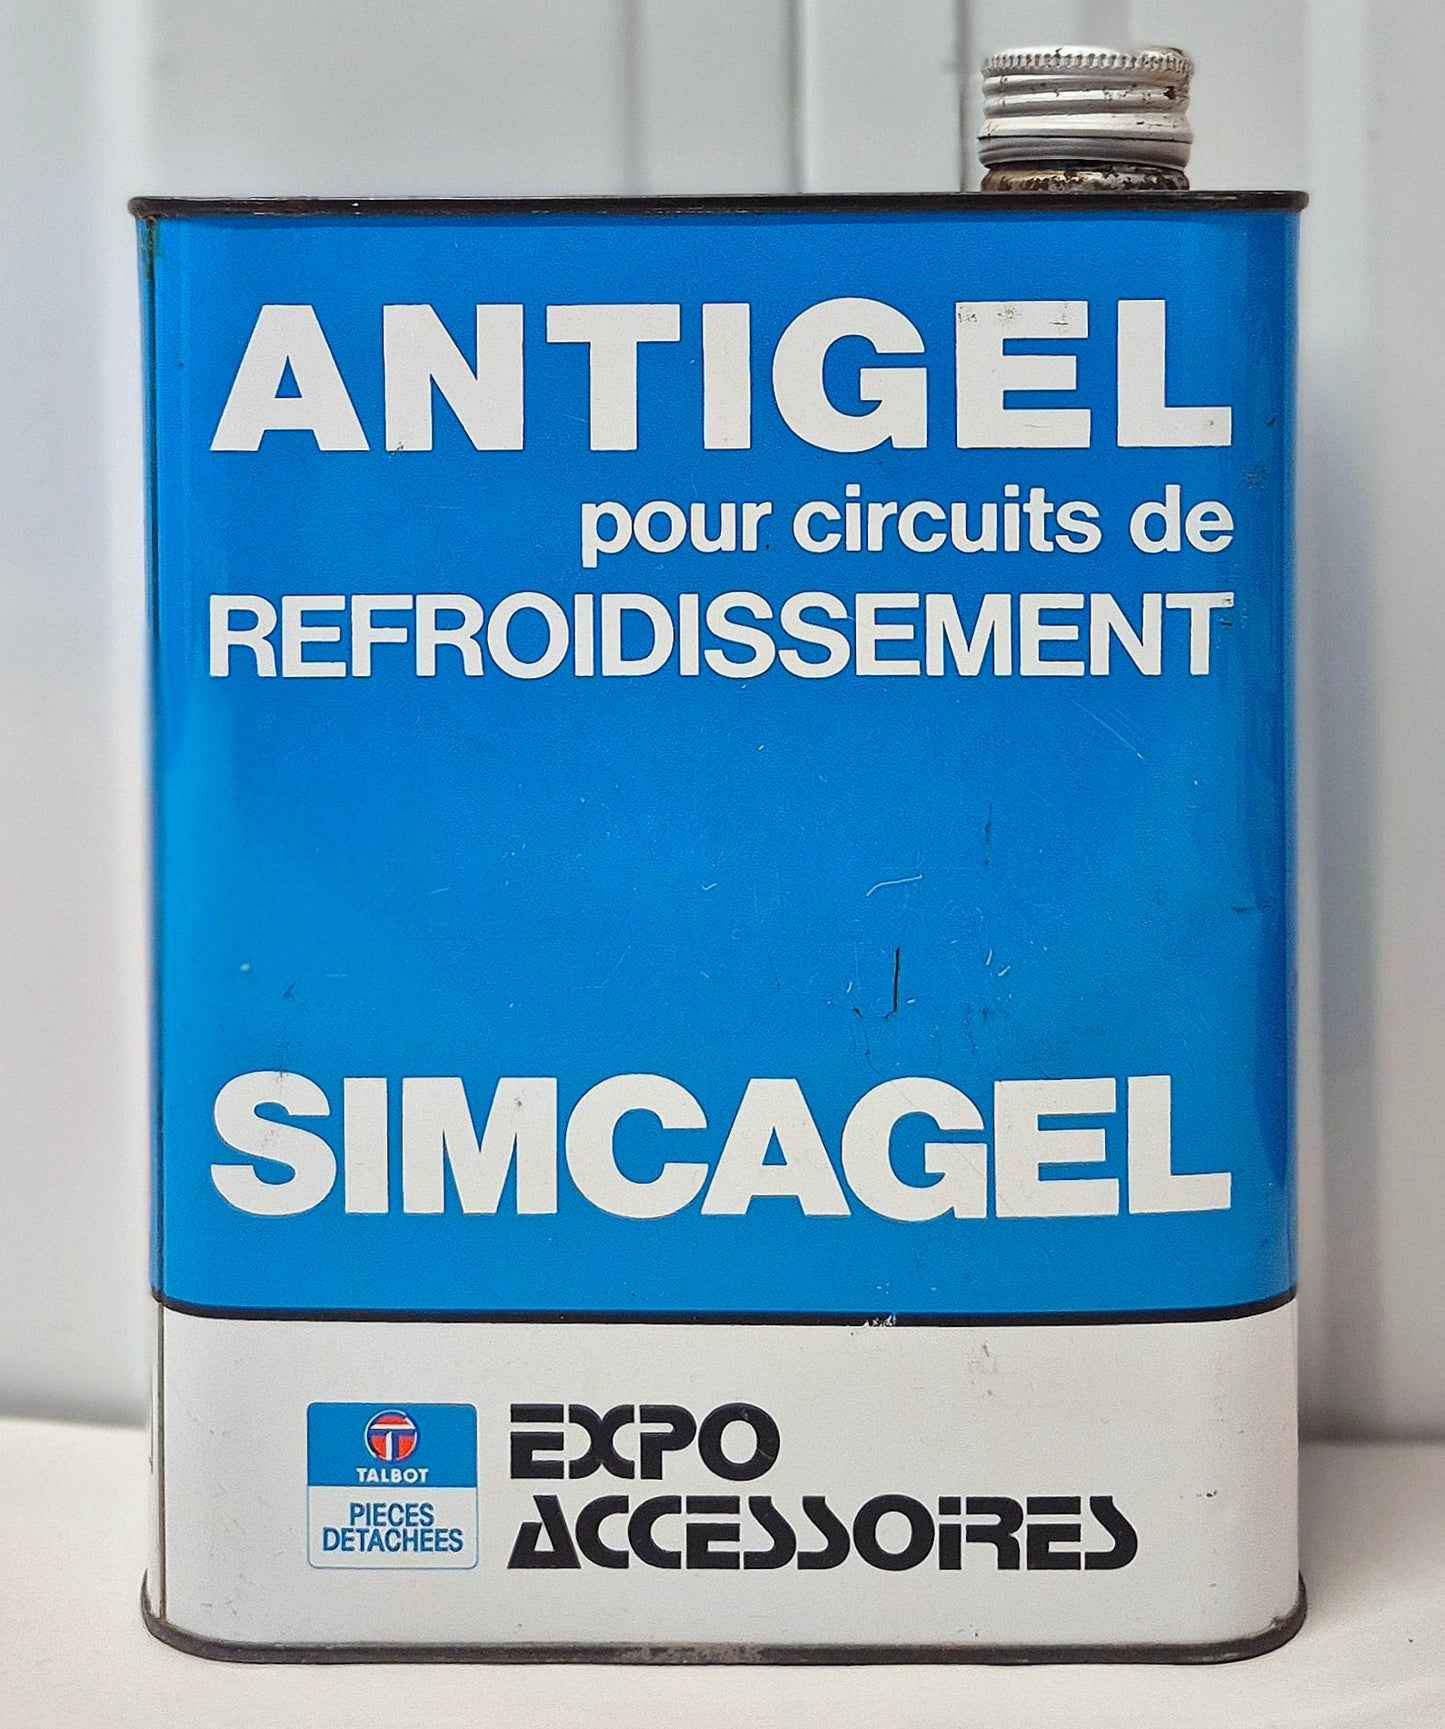 ANTIGEL
pour circuits de
REFROIDISSEMENT
SIMCAGEL
TALBOT
PIECES
DETACHEES
EXPO
ACCESSOIRES